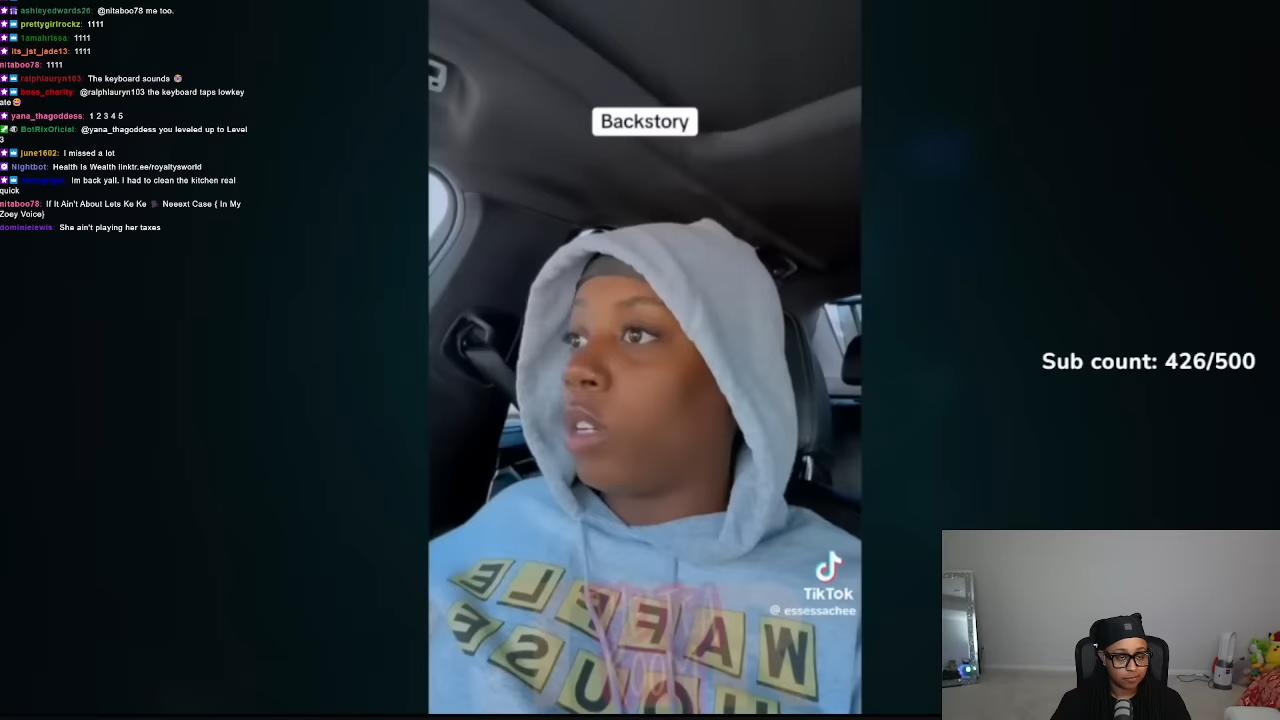 ashleyedwards26: @nitaboo78 me too.
prettygirlrockz: 1111
1amahrissa: 1111
its_jst_jade13: 1111
nitaboo78: 1111
ralphlauryn103: The keyboard sounds
boss_charity: @ralphlauryn103 the keyboard taps lowkey
ate
yana_thagoddess: 1 2 3 4 5
BotRixOficial: @yana_thagoddess you leveled up to Level
3
june1602: I missed a lot
Nightbot: Health Is Wealth linktr.ee/royaltysworld
Im back yall. I had to clean the kitchen real
quick
nitaboo78: If It Ain't About Lets Ke Ke Neeext Case { In My
Zoey Voice}
dominielewis: She ain't playing her taxes
Backstory
Sub count: 426/500
WAFFLE
HOUSE
TikTok
@ essessachee